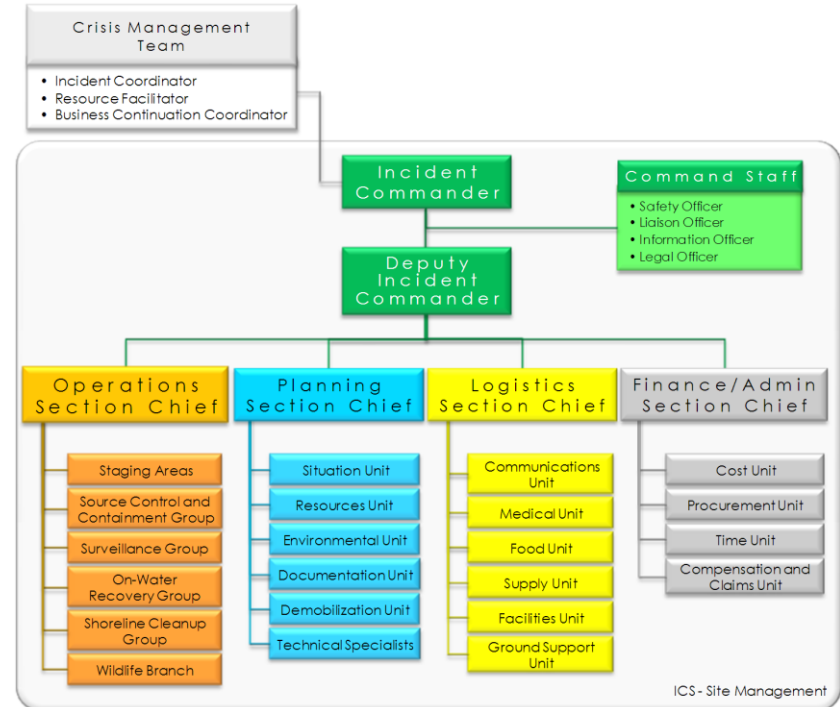 Crisis Management
Team
• Incident Coordinator
• Resource Facilitator
• Business Continuation Coordinator
Incident
Commander
Command Staff
• Safety Officer
• Liaison Officer
• Information Officer
• Legal Officer
Deputy
Incident
Commander
Operations
Section Chief
Staging Areas
Source Control and
Containment Group
Surveillance Group
On-Water
Recovery Group
Shoreline Cleanup
Group
Wildlife Branch
Planning
Section Chief
Situation Unit
Resources Unit
Environmental Unit
Documentation Unit
Demobilization Unit
Technical Specialists
Logistics
Section Chief
Communications
Unit
Medical Unit
Food Unit
Supply Unit
Facilities Unit
Ground Support
Unit
Finance/Admin
Section Chief
Cost Unit
Procurement Unit
Time Unit
Compensation and
Claims Unit
ICS - Site Management